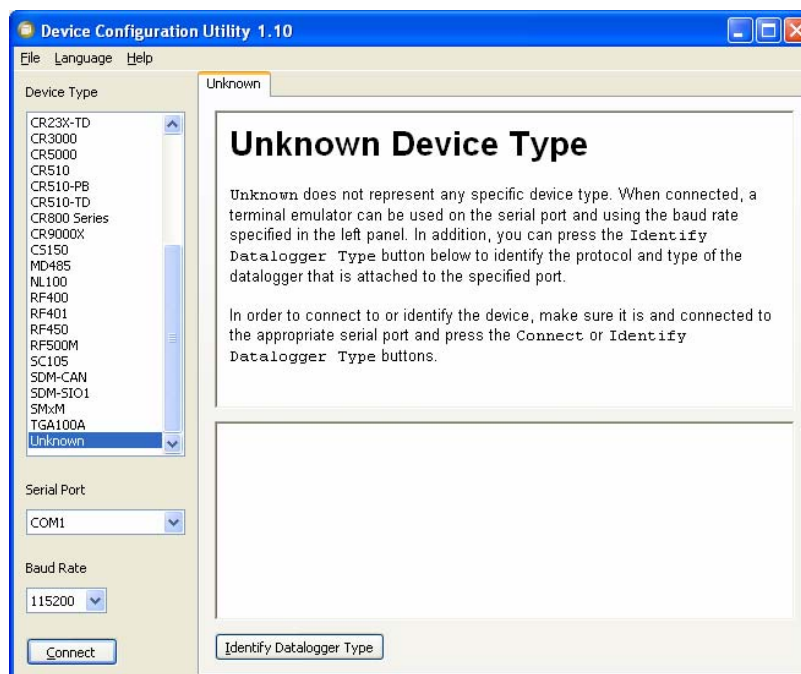 Device Configuration Utility 1.10
File Language Help
Device Type
CR23X-TD
CR3000
CR5000
CR510
CR510-PB
CR510-TD
CR800 Series
CR9000X
CS150
MD485
NL100
RF400
RF401
RF450
RF500M
SC105
SDM-CAN
SDM-SIO1
SMxM
TGA100A
Unknown
Serial Port
COM1
Baud Rate
115200
Connect
Unknown
Unknown Device Type
Unknown does not represent any specific device type. When connected, a
terminal emulator can be used on the serial port and using the baud rate
specified in the left panel. In addition, you can press the Identify
Datalogger Type button below to identify the protocol and type of the
datalogger that is attached to the specified port.
In order to connect to or identify the device, make sure it is and connected to
the appropriate serial port and press the Connect or Identify
Datalogger Type buttons.
Identify Datalogger Type